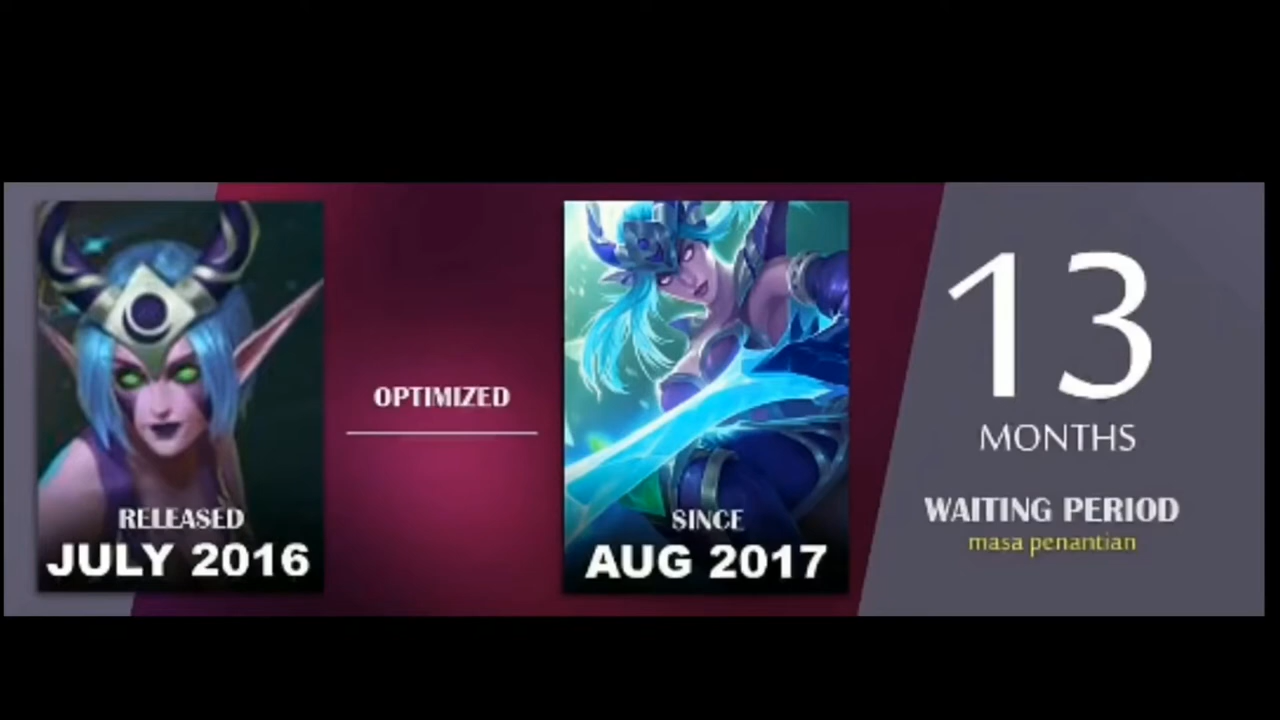 RELEASED
JULY 2016
OPTIMIZED
SINCE
AUG 2017
13
MONTHS
WAITING PERIOD
masa penantian